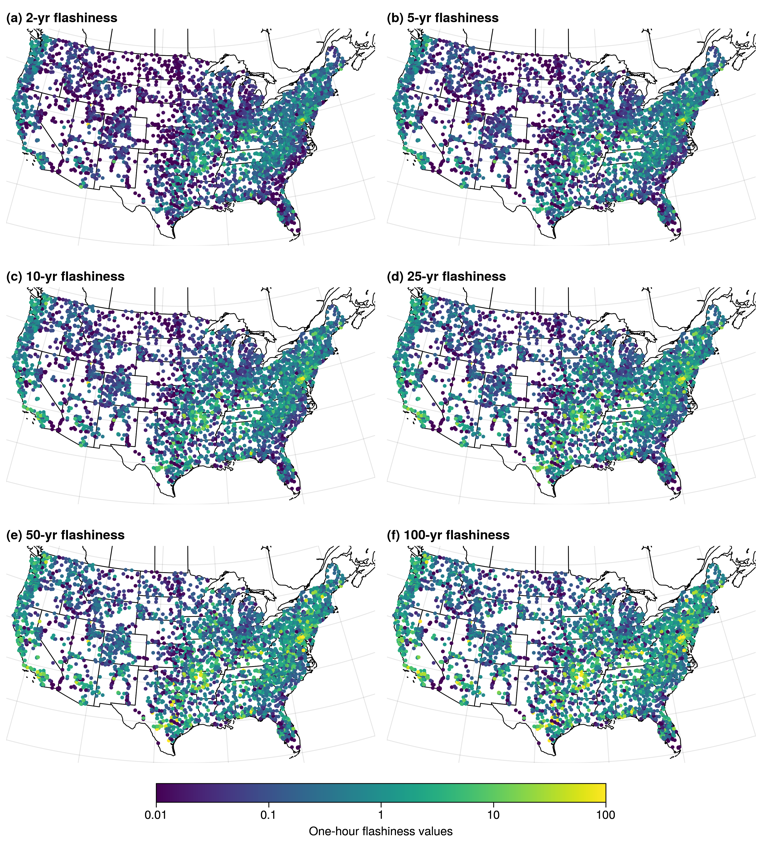 (a) 2-yr flashiness
(b) 5-yr flashiness
(c) 10-yr flashiness
(d) 25-yr flashiness
(e) 50-yr flashiness
(f) 100-yr flashiness
0.01 0.1 1 10 100
One-hour flashiness values